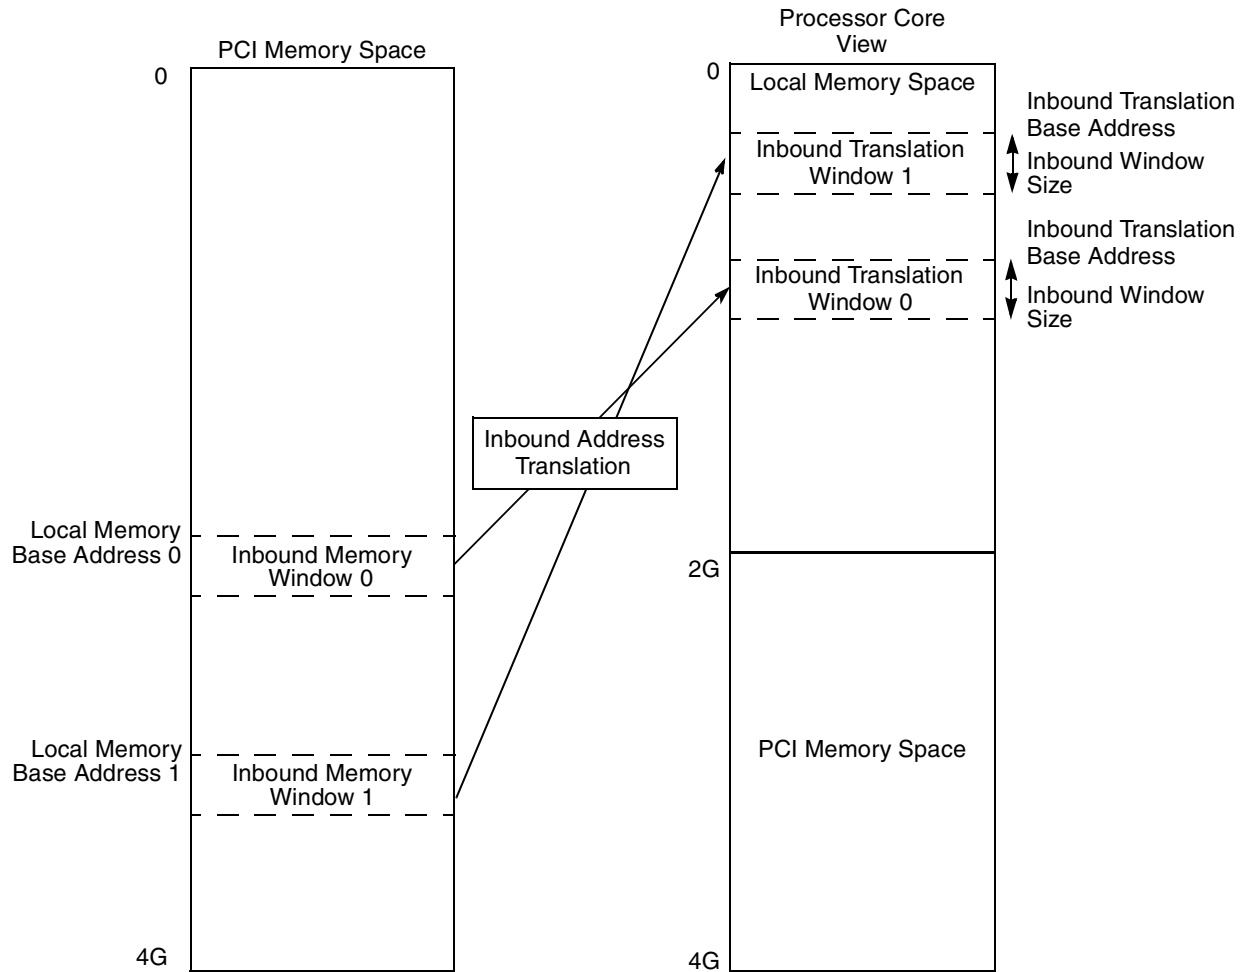 Processor Core
View
PCI Memory Space
0
0
Local Memory Space
Inbound Translation
Base Address
Inbound Translation
Window 1
Inbound Window
Size
Inbound Translation
Base Address
Inbound Translation
Window 0
Inbound Window
Size
Inbound Address
Translation
Local Memory
Base Address 0
Inbound Memory
Window 0
2G
Local Memory
Base Address 1
Inbound Memory
Window 1
PCI Memory Space
4G
4G